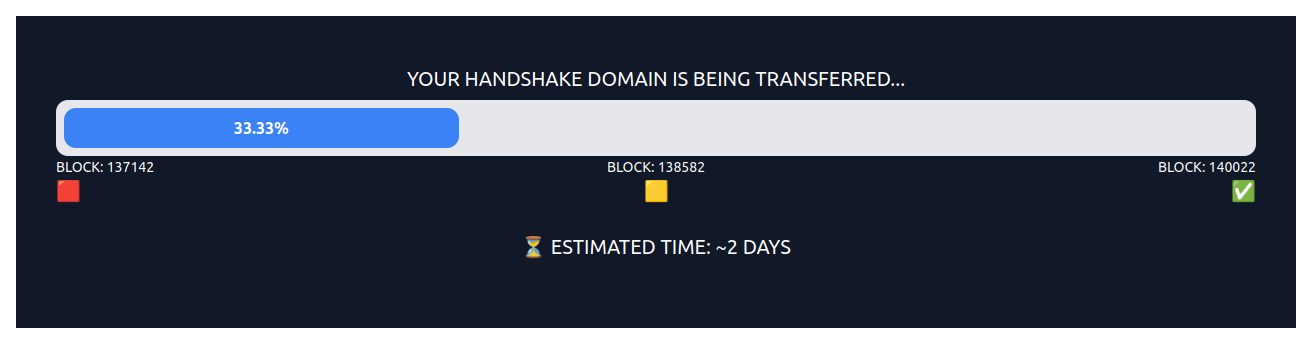 YOUR HANDSHAKE DOMAIN IS BEING TRANSFERRED...
33.33%
BLOCK: 137142 BLOCK: 138582 BLOCK: 140022
ESTIMATED TIME: ~2 DAYS